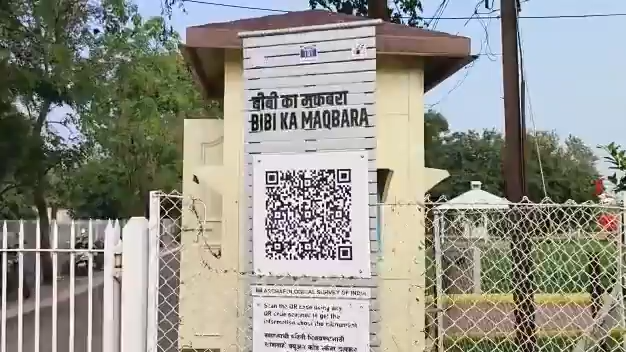 बीबी का मक़बरा
BIBI KA MAQBARA
ARCHAEOLOGICAL SURVEY OF INDIA
Scan the QR code using any
QR code scanner to get the
information about the monument